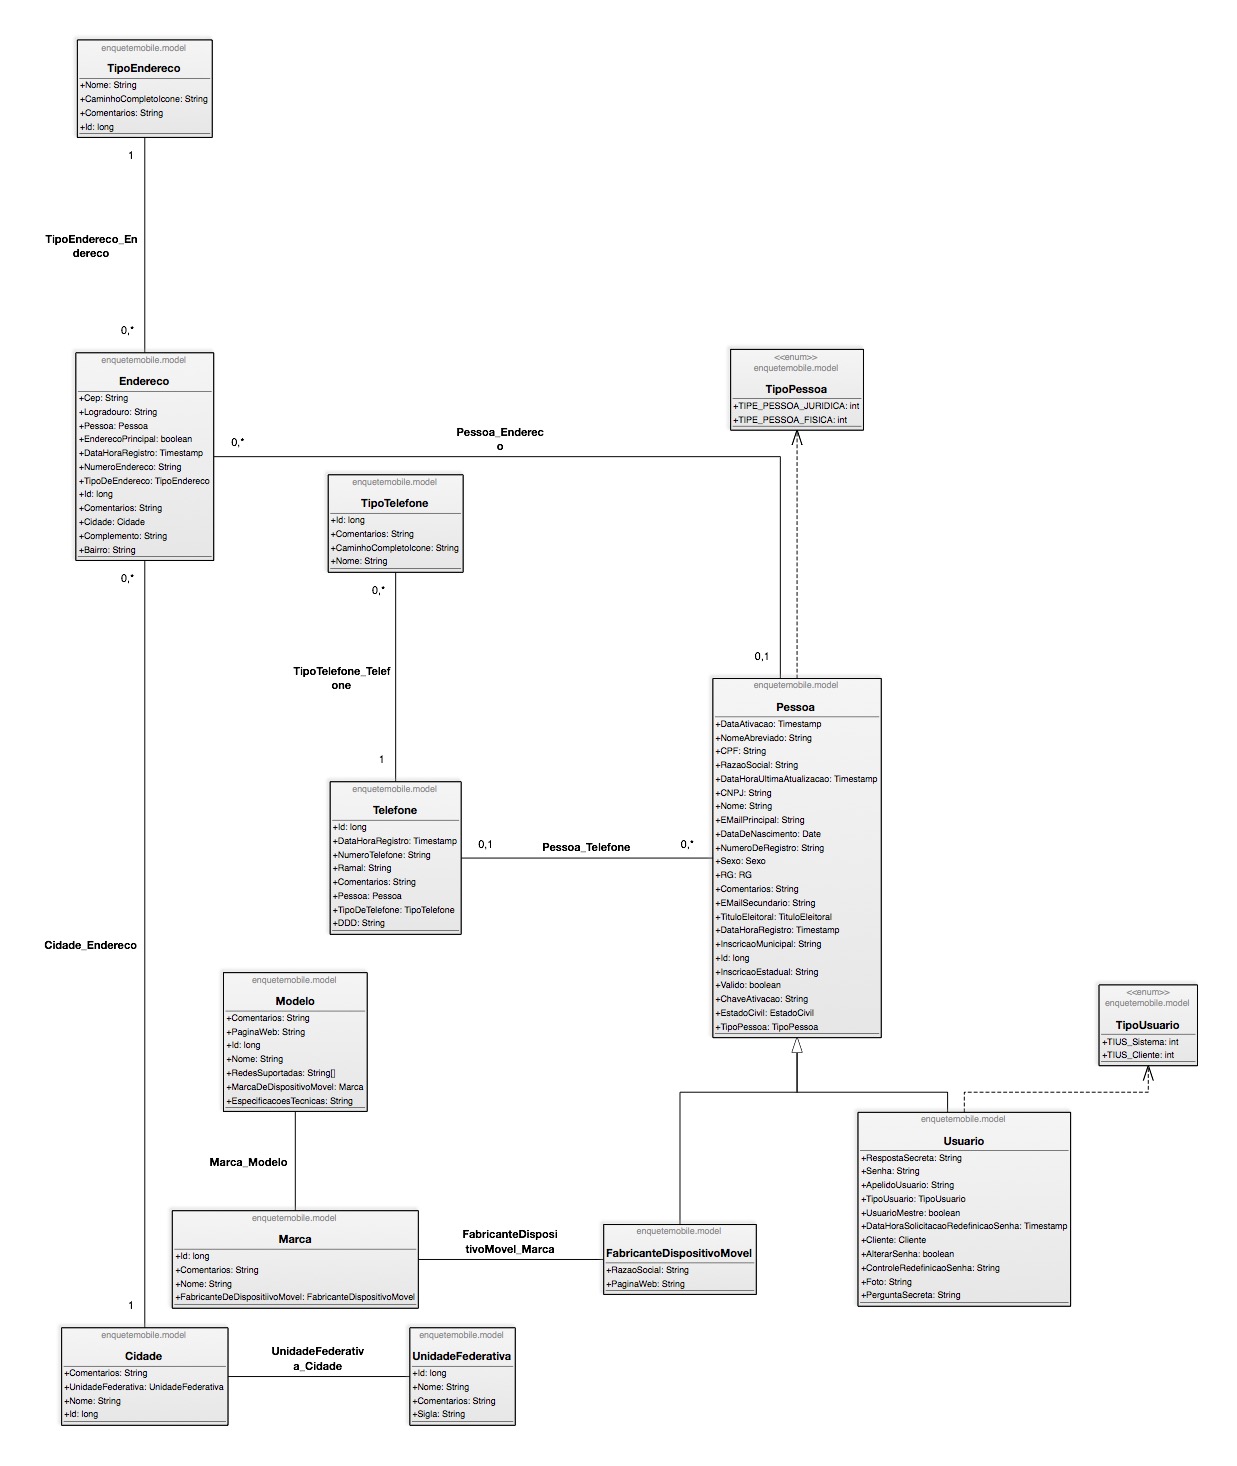 enquetemobile.model
TipoEndereco
+Nome: String
+CaminhoCompletoIcone: String
+Comentarios: String
+Id: long
1
TipoEndereco_En
dereco
0,*
enquetemobile.model
Endereco
+Cep: String
+Logradouro: String
+Pessoa: Pessoa
+EnderecoPrincipal: boolean
+DataHoraRegistro: Timestamp
+NumeroEndereco: String
+TipoDeEndereco: TipoEndereco
+Id: long
+Comentarios: String
+Cidade: Cidade
+Complemento: String
+Bairro: String
0,*
Pessoa_Enderec
o
0,1
<<enum>>
enquetemobile.model
TipoPessoa
+TIPE_PESSOA_JURIDICA: int
+TIPE_PESSOA_FISICA: int
enquetemobile.model
TipoTelefone
+Id: long
+Comentarios: String
+CaminhoCompletoIcone: String
+Nome: String
0,*
TipoTelefone_Telef
one
1
enquetemobile.model
Telefone
+Id: long
+DataHoraRegistro: Timestamp
+NumeroTelefone: String
+Ramal: String
+Comentarios: String
+Pessoa: Pessoa
+TipoDeTelefone: TipoTelefone
+DDD: String
0,1
Pessoa_Telefone
0,*
enquetemobile.model
Pessoa
+DataAtivacao: Timestamp
+NomeAbreviado: String
+CPF: String
+RazaoSocial: String
+DataHoraUltimaAtualizacao: Timestamp
+CNPJ: String
+Nome: String
+EMailPrincipal: String
+DataDeNascimento: Date
+NumeroDeRegistro: String
+Sexo: Sexo
+RG: RG
+Comentarios: String
+EMailSecundario: String
+TituloEleitoral: TituloEleitoral
+DataHoraRegistro: Timestamp
+InscricaoMunicipal: String
+Id: long
+InscricaoEstadual: String
+Valido: boolean
+ChaveAtivacao: String
+EstadoCivil: EstadoCivil
+TipoPessoa: TipoPessoa
0,*
Cidade_Endereco
1
enquetemobile.model
Modelo
+Comentarios: String
+PaginaWeb: String
+Id: long
+Nome: String
+RedesSuportadas: String[]
+MarcaDeDispositivoMovel: Marca
+EspecificacoesTecnicas: String
Marca_Modelo
<<enum>>
enquetemobile.model
TipoUsuario
+TIUS_Sistema: int
+TIUS_Cliente: int
enquetemobile.model
Usuario
+RespostaSecreta: String
+Senha: String
+ApelidoUsuario: String
+TipoUsuario: TipoUsuario
+UsuarioMestre: boolean
+DataHoraSolicitacaoRedefinicaoSenha: Timestamp
+Cliente: Cliente
+AlterarSenha: boolean
+ControleRedefinicaoSenha: String
+Foto: String
+PerguntaSecreta: String
enquetemobile.model
Marca
+Id: long
+Comentarios: String
+Nome: String
+FabricanteDeDispositiivoMovel: FabricanteDispositivoMovel
FabricanteDisposi
tivoMovel_Marca
enquetemobile.model
FabricanteDispositivoMovel
+RazaoSocial: String
+PaginaWeb: String
enquetemobile.model
Cidade
+Comentarios: String
+UnidadeFederativa: UnidadeFederativa
+Nome: String
+Id: long
UnidadeFederativ
a_Cidade
enquetemobile.model
UnidadeFederativa
+Id: long
+Nome: String
+Comentarios: String
+Sigla: String